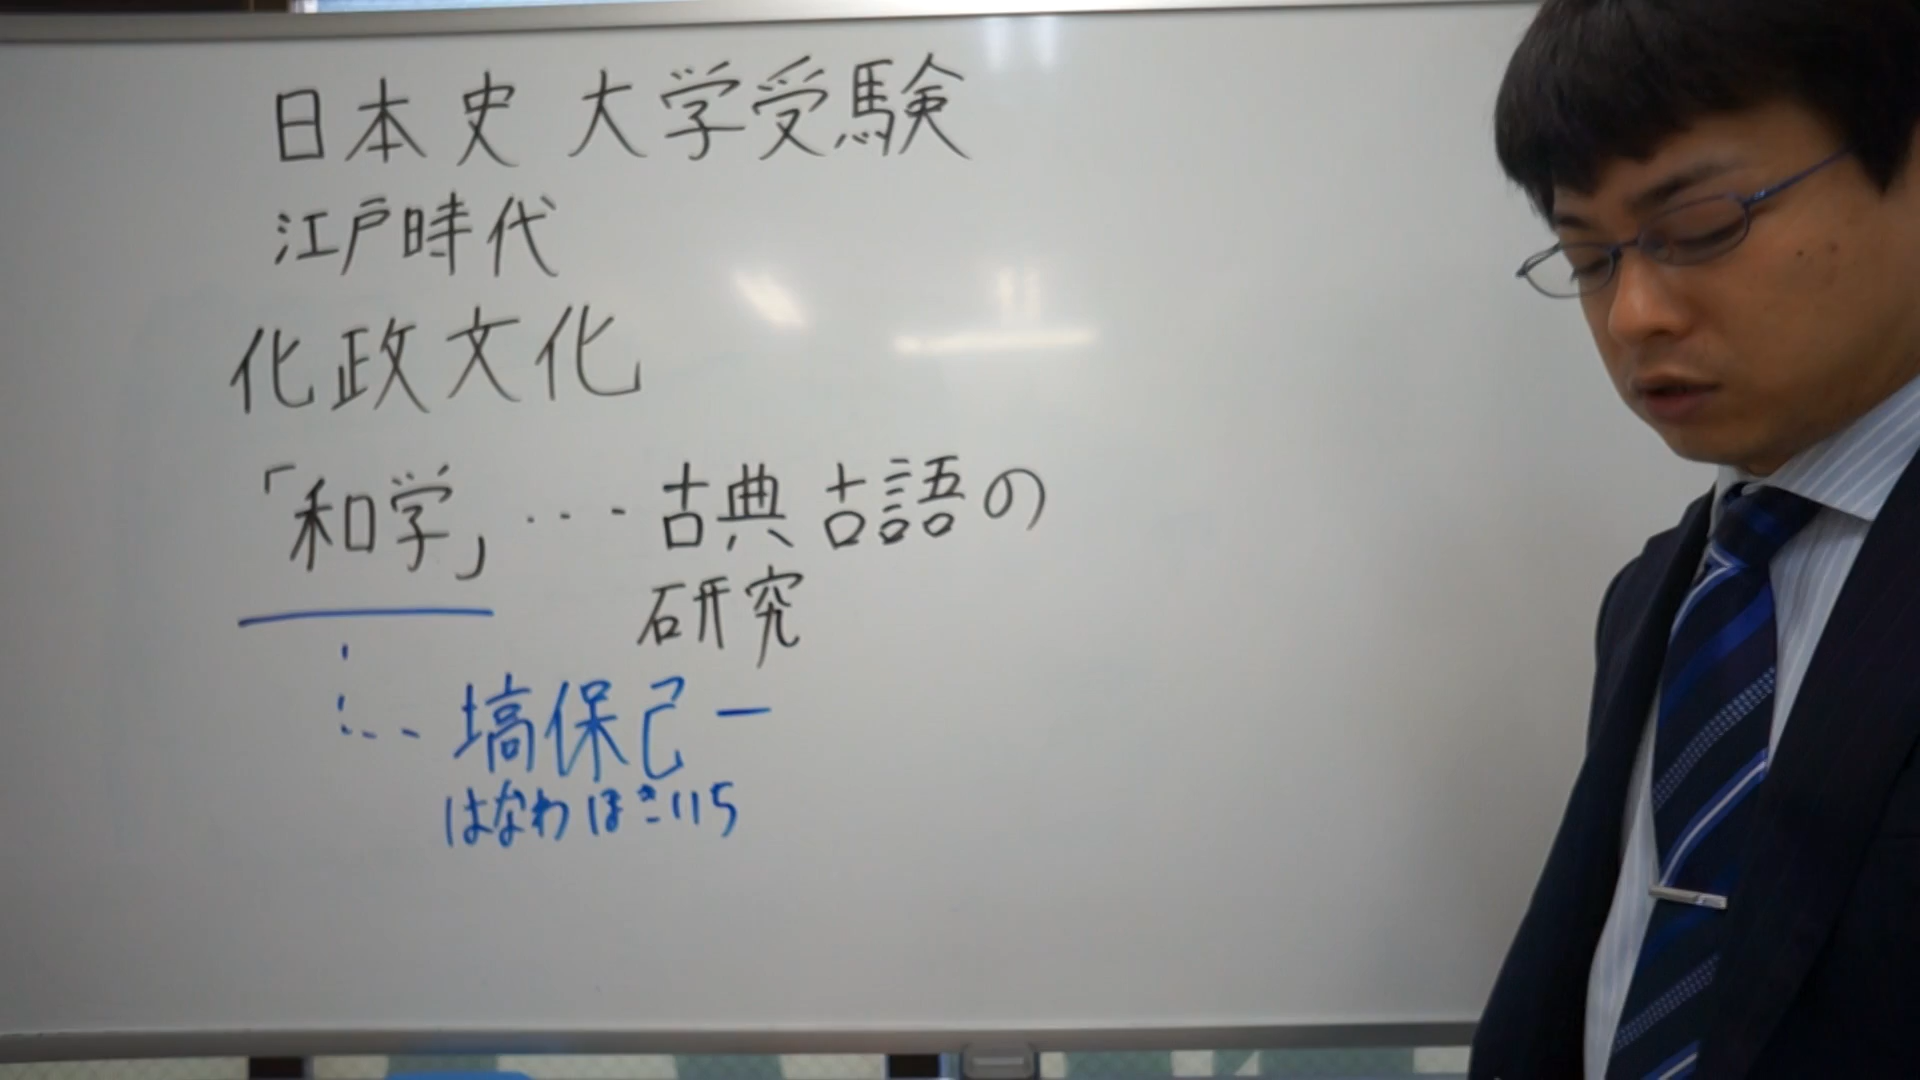 日本史 大学受験
江戸時代
化政文化
「和学」…古典古語の
研究
塙保己一
はなわほきいち